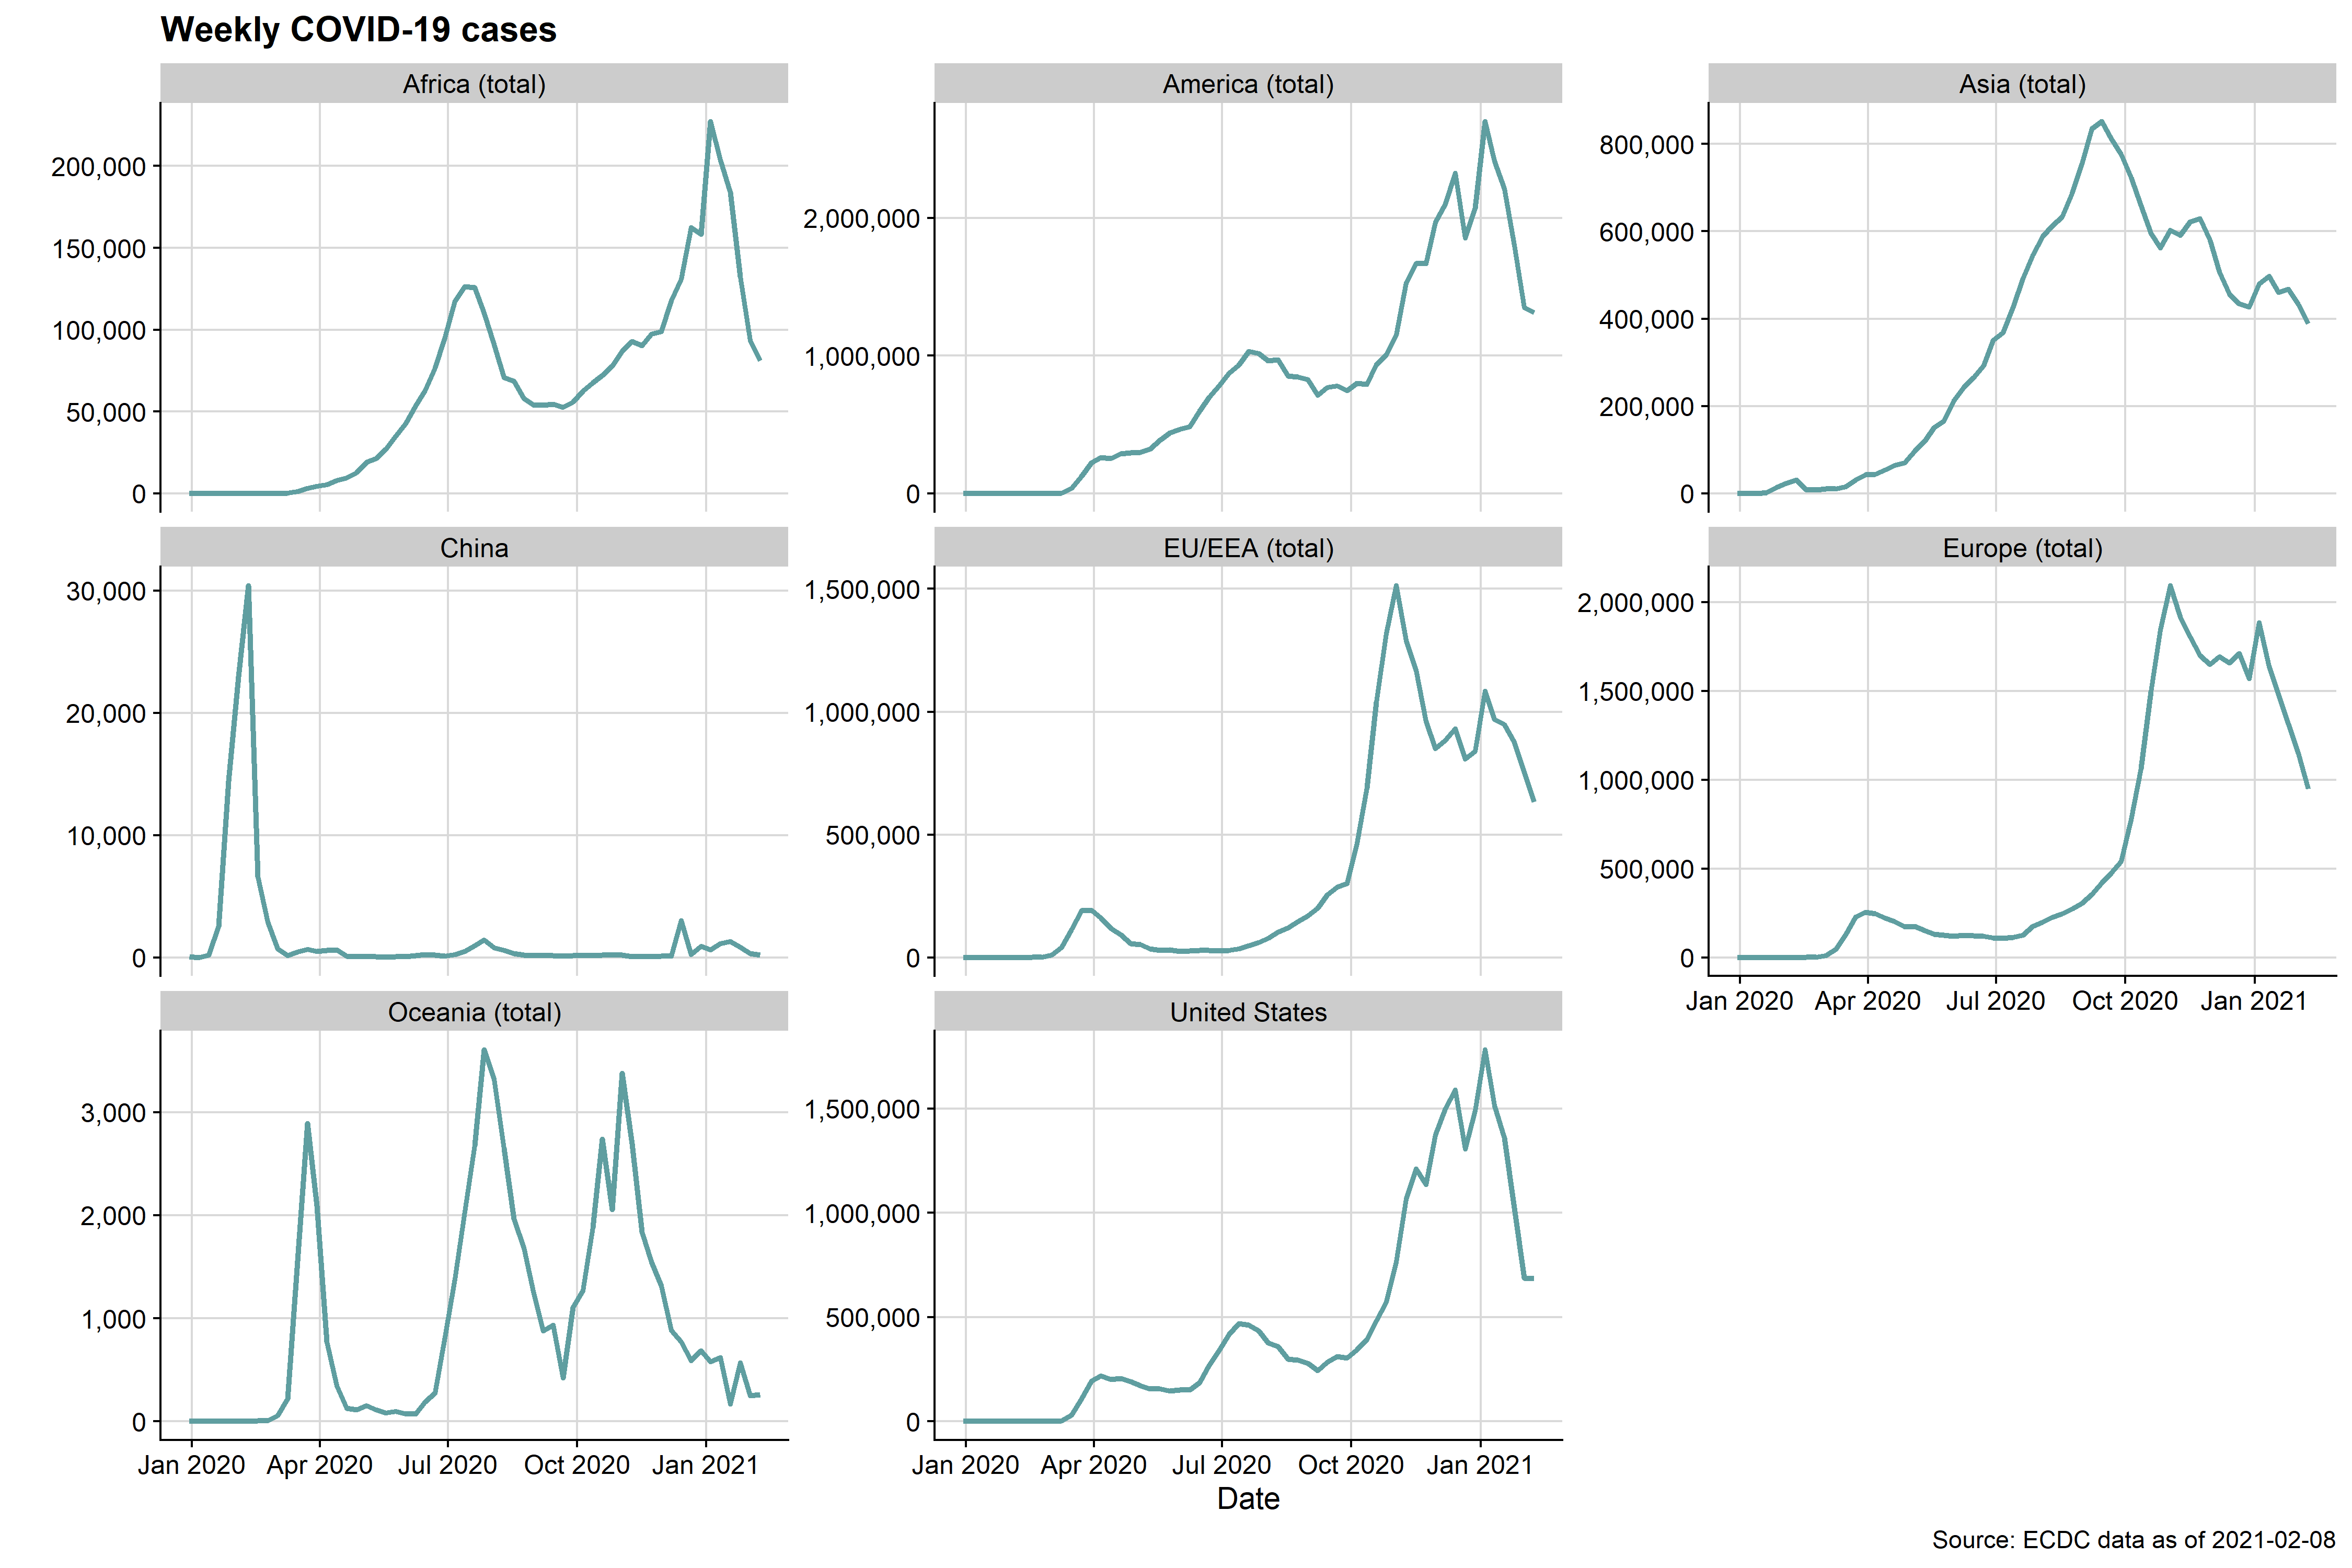 Weekly COVID-19 cases
Africa (total)
America (total)
Asia (total)
200,000
150,000
100,000
50,000
0
2,000,000
1,000,000
0
800,000
600,000
400,000
200,000
0
China
EU/EEA (total)
Europe (total)
30,000
20,000
10,000
0
1,500,000
1,000,000
500,000
0
2,000,000
1,500,000
1,000,000
500,000
0
Jan 2020 Apr 2020 Jul 2020 Oct 2020 Jan 2021
Oceania (total)
United States
3,000
2,000
1,000
0
1,500,000
1,000,000
500,000
0
Jan 2020 Apr 2020 Jul 2020 Oct 2020 Jan 2021
Jan 2020 Apr 2020 Jul 2020 Oct 2020 Jan 2021
Date
Source: ECDC data as of 2021-02-08